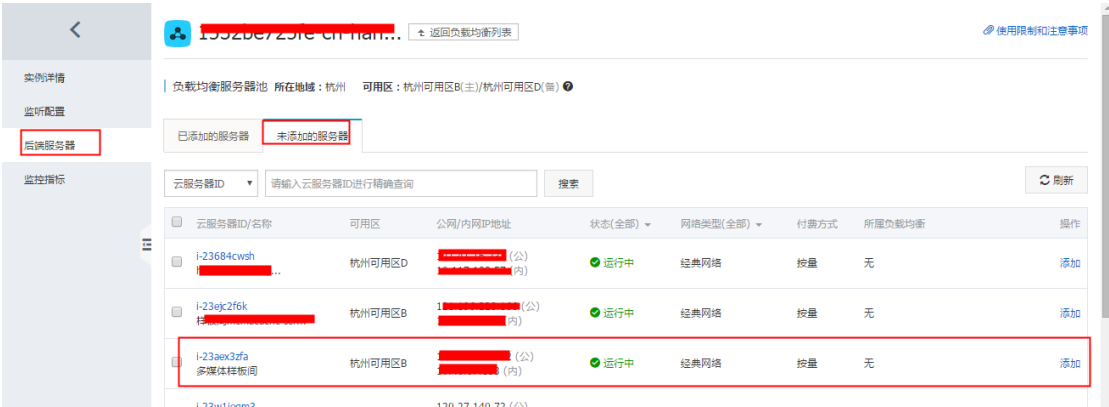 返回负载均衡列表
使用限制和注意事项
实例详情
监听配置
后端服务器
监控指标
负载均衡服务器池 所在地域：杭州 可用区：杭州可用区B(主)/杭州可用区D(备)
已添加的服务器 未添加的服务器
云服务器ID 请输入云服务器ID进行精确查询 搜索 刷新
云服务器ID/名称 可用区 公网/内网IP地址 状态(全部) 网络类型(全部) 付费方式 所属负载均衡 操作
i-23684cwsh
杭州可用区D (公) 运行中 经典网络 按量 无 添加
... (内)
i-23ejc2f6k
杭州可用区B (公) 运行中 经典网络 按量 无 添加
内)
i-23aex3zfa
杭州可用区B (公) 运行中 经典网络 按量 无 添加
多媒体样板间 (内)